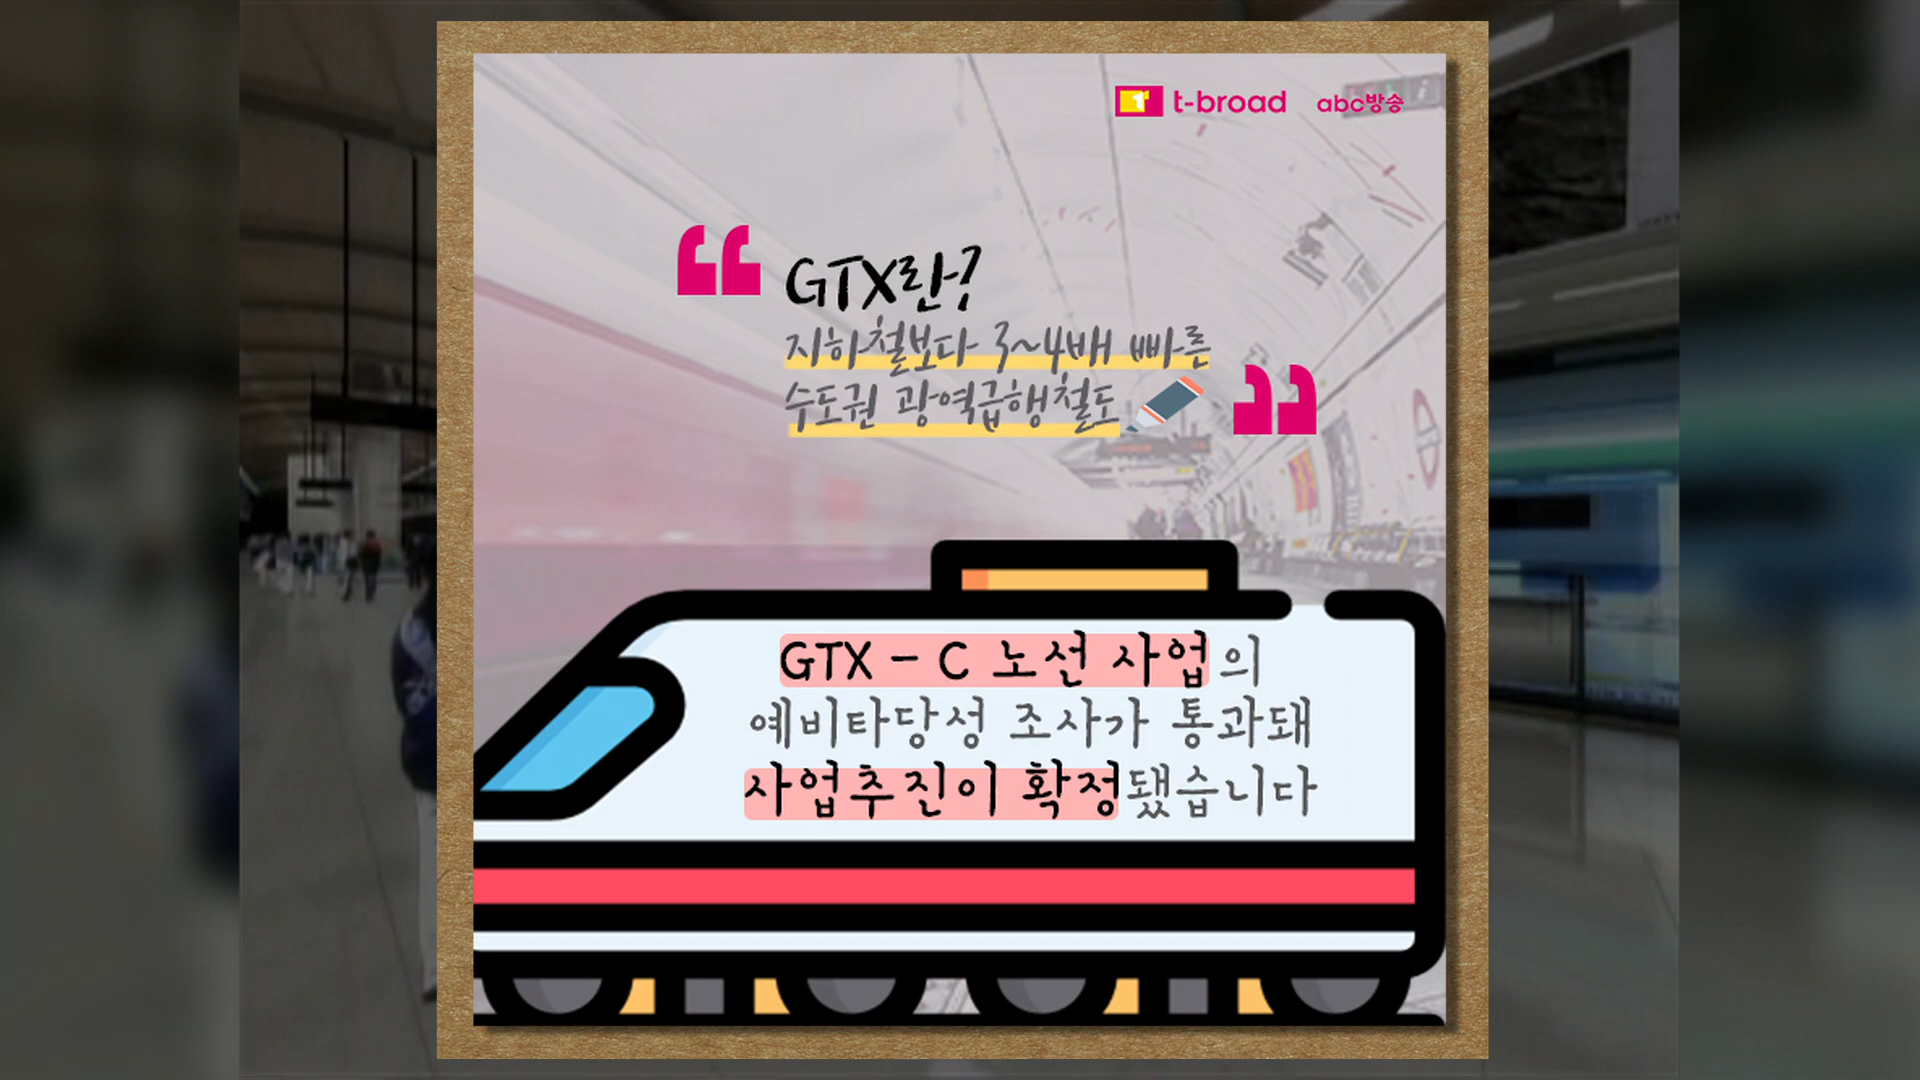 t-broad abc방송
GTX란?
지하철보다 3~4배 빠른
수도권 광역급행철도
GTX - C 노선 사업의
예비타당성 조사가 통과돼
사업추진이 확정됐습니다